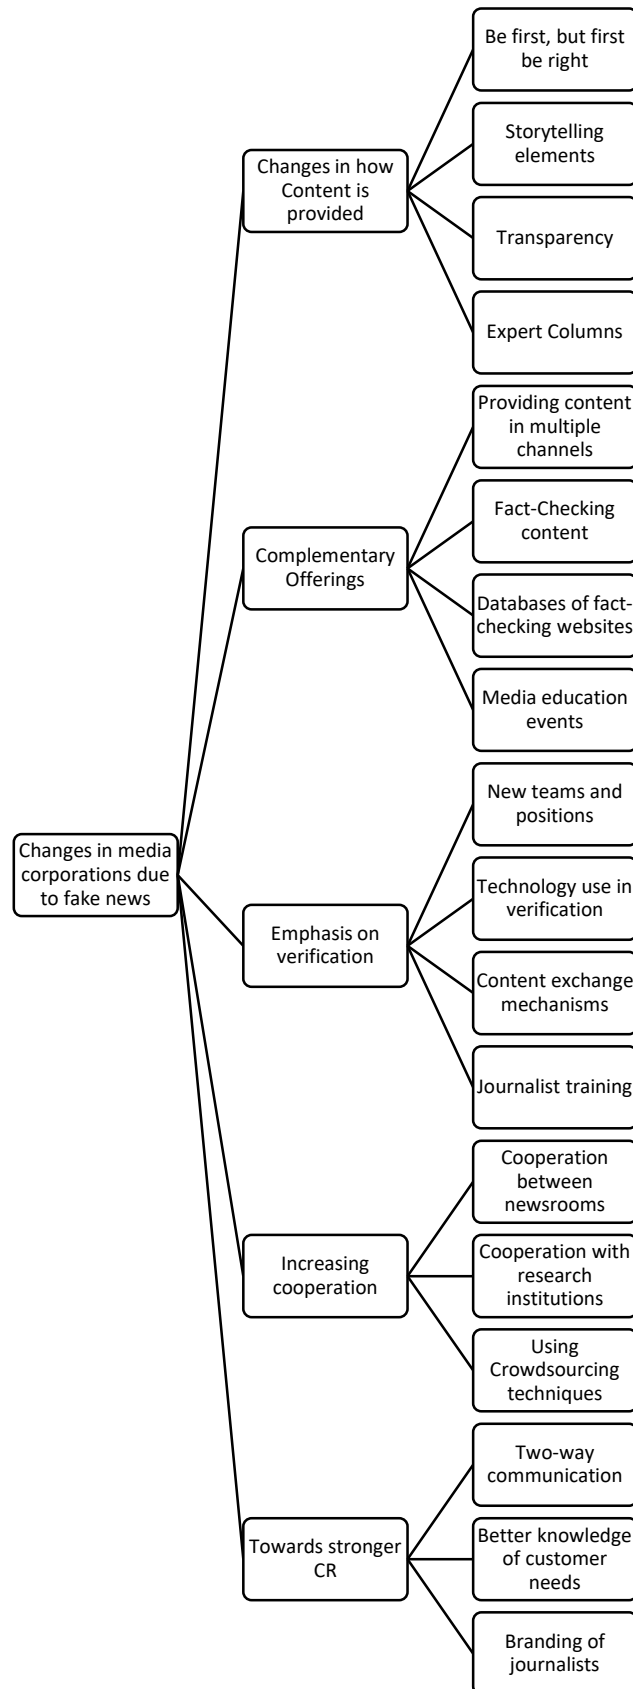 Changes in media
corporations due
to fake news
Changes in how
Content is
provided
Be first, but first
be right
Storytelling
elements
Transparency
Expert Columns
Complementary
Offerings
Providing content
in multiple
channels
Fact-Checking
content
Databases of fact-
checking websites
Media education
events
Emphasis on
verification
New teams and
positions
Technology use in
verification
Content exchange
mechanisms
Journalist training
Increasing
cooperation
Cooperation
between
newsrooms
Cooperation with
research
institutions
Using
Crowdsourcing
techniques
Towards stronger
CR
Two-way
communication
Better knowledge
of customer
needs
Branding of
journalists